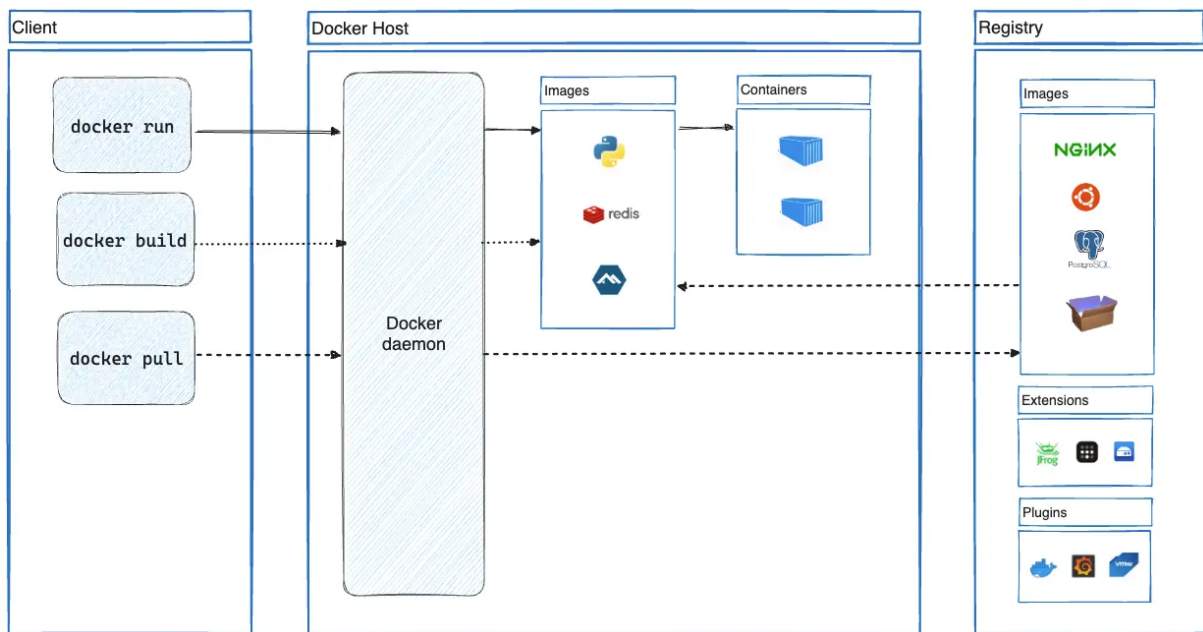 Client
docker run
docker build
docker pull
Docker Host
Docker
daemon
Images
redis
Containers
Registry
Images
NGINX
PostgreSQL
Extensions
JFrog
Plugins
vmw